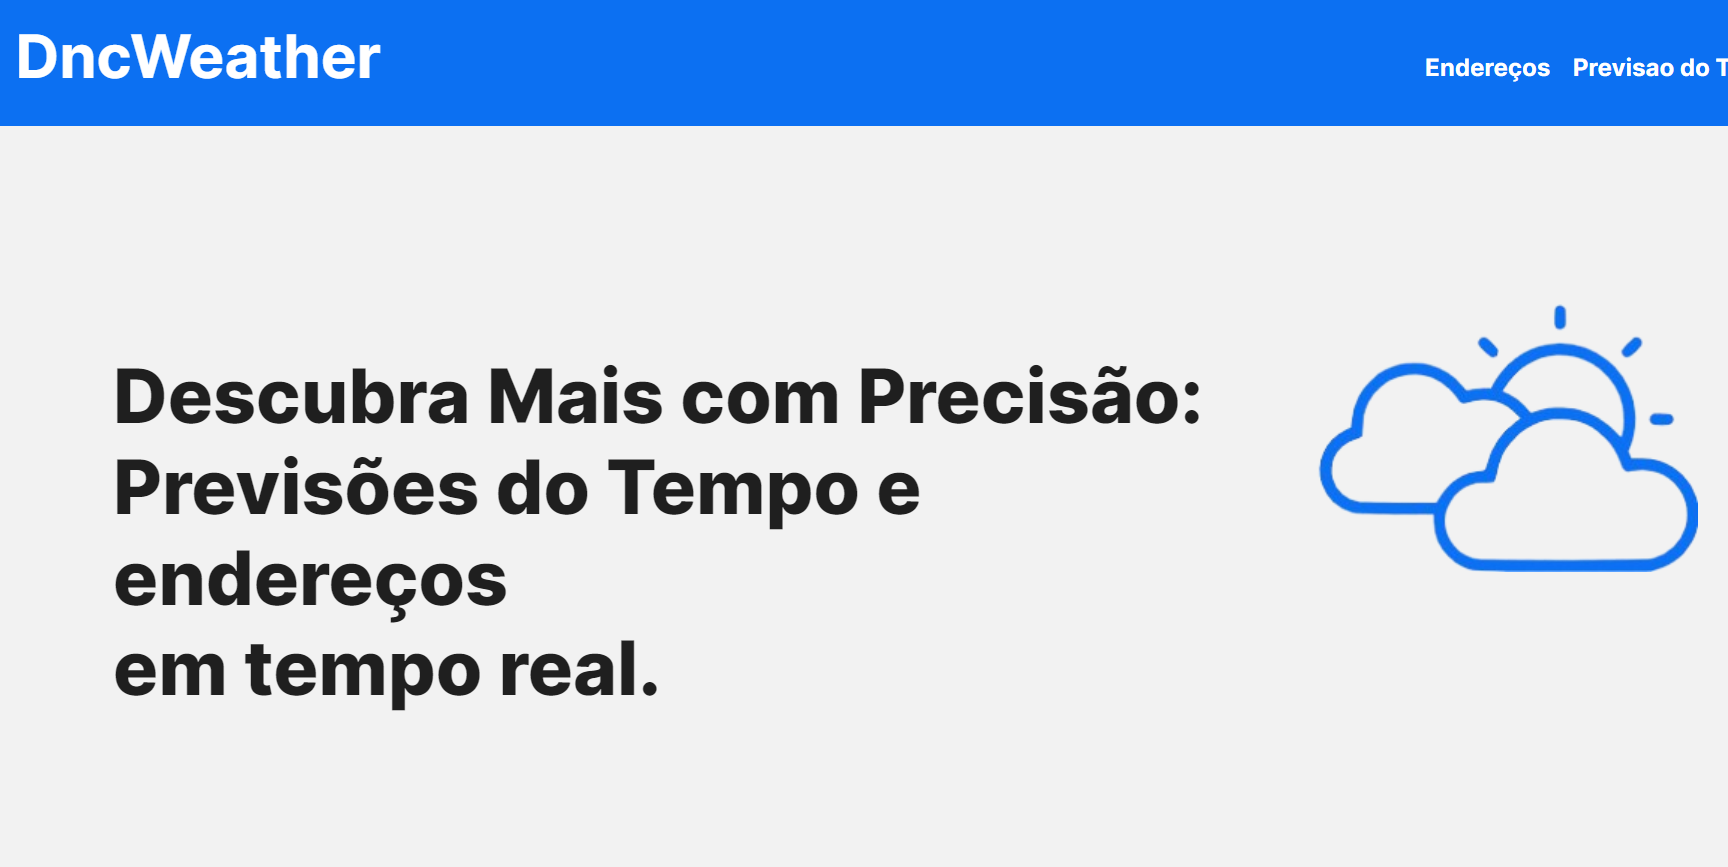 DncWeather
Endereços Previsao do
Descubra Mais com Precisão:
Previsões do Tempo e
endereços
em tempo real.